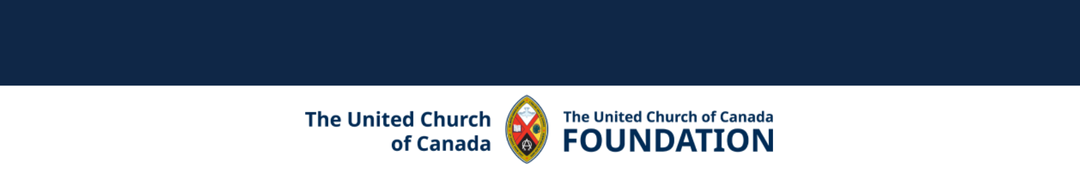 The United Church
of Canada
The United Church of Canada
FOUNDATION